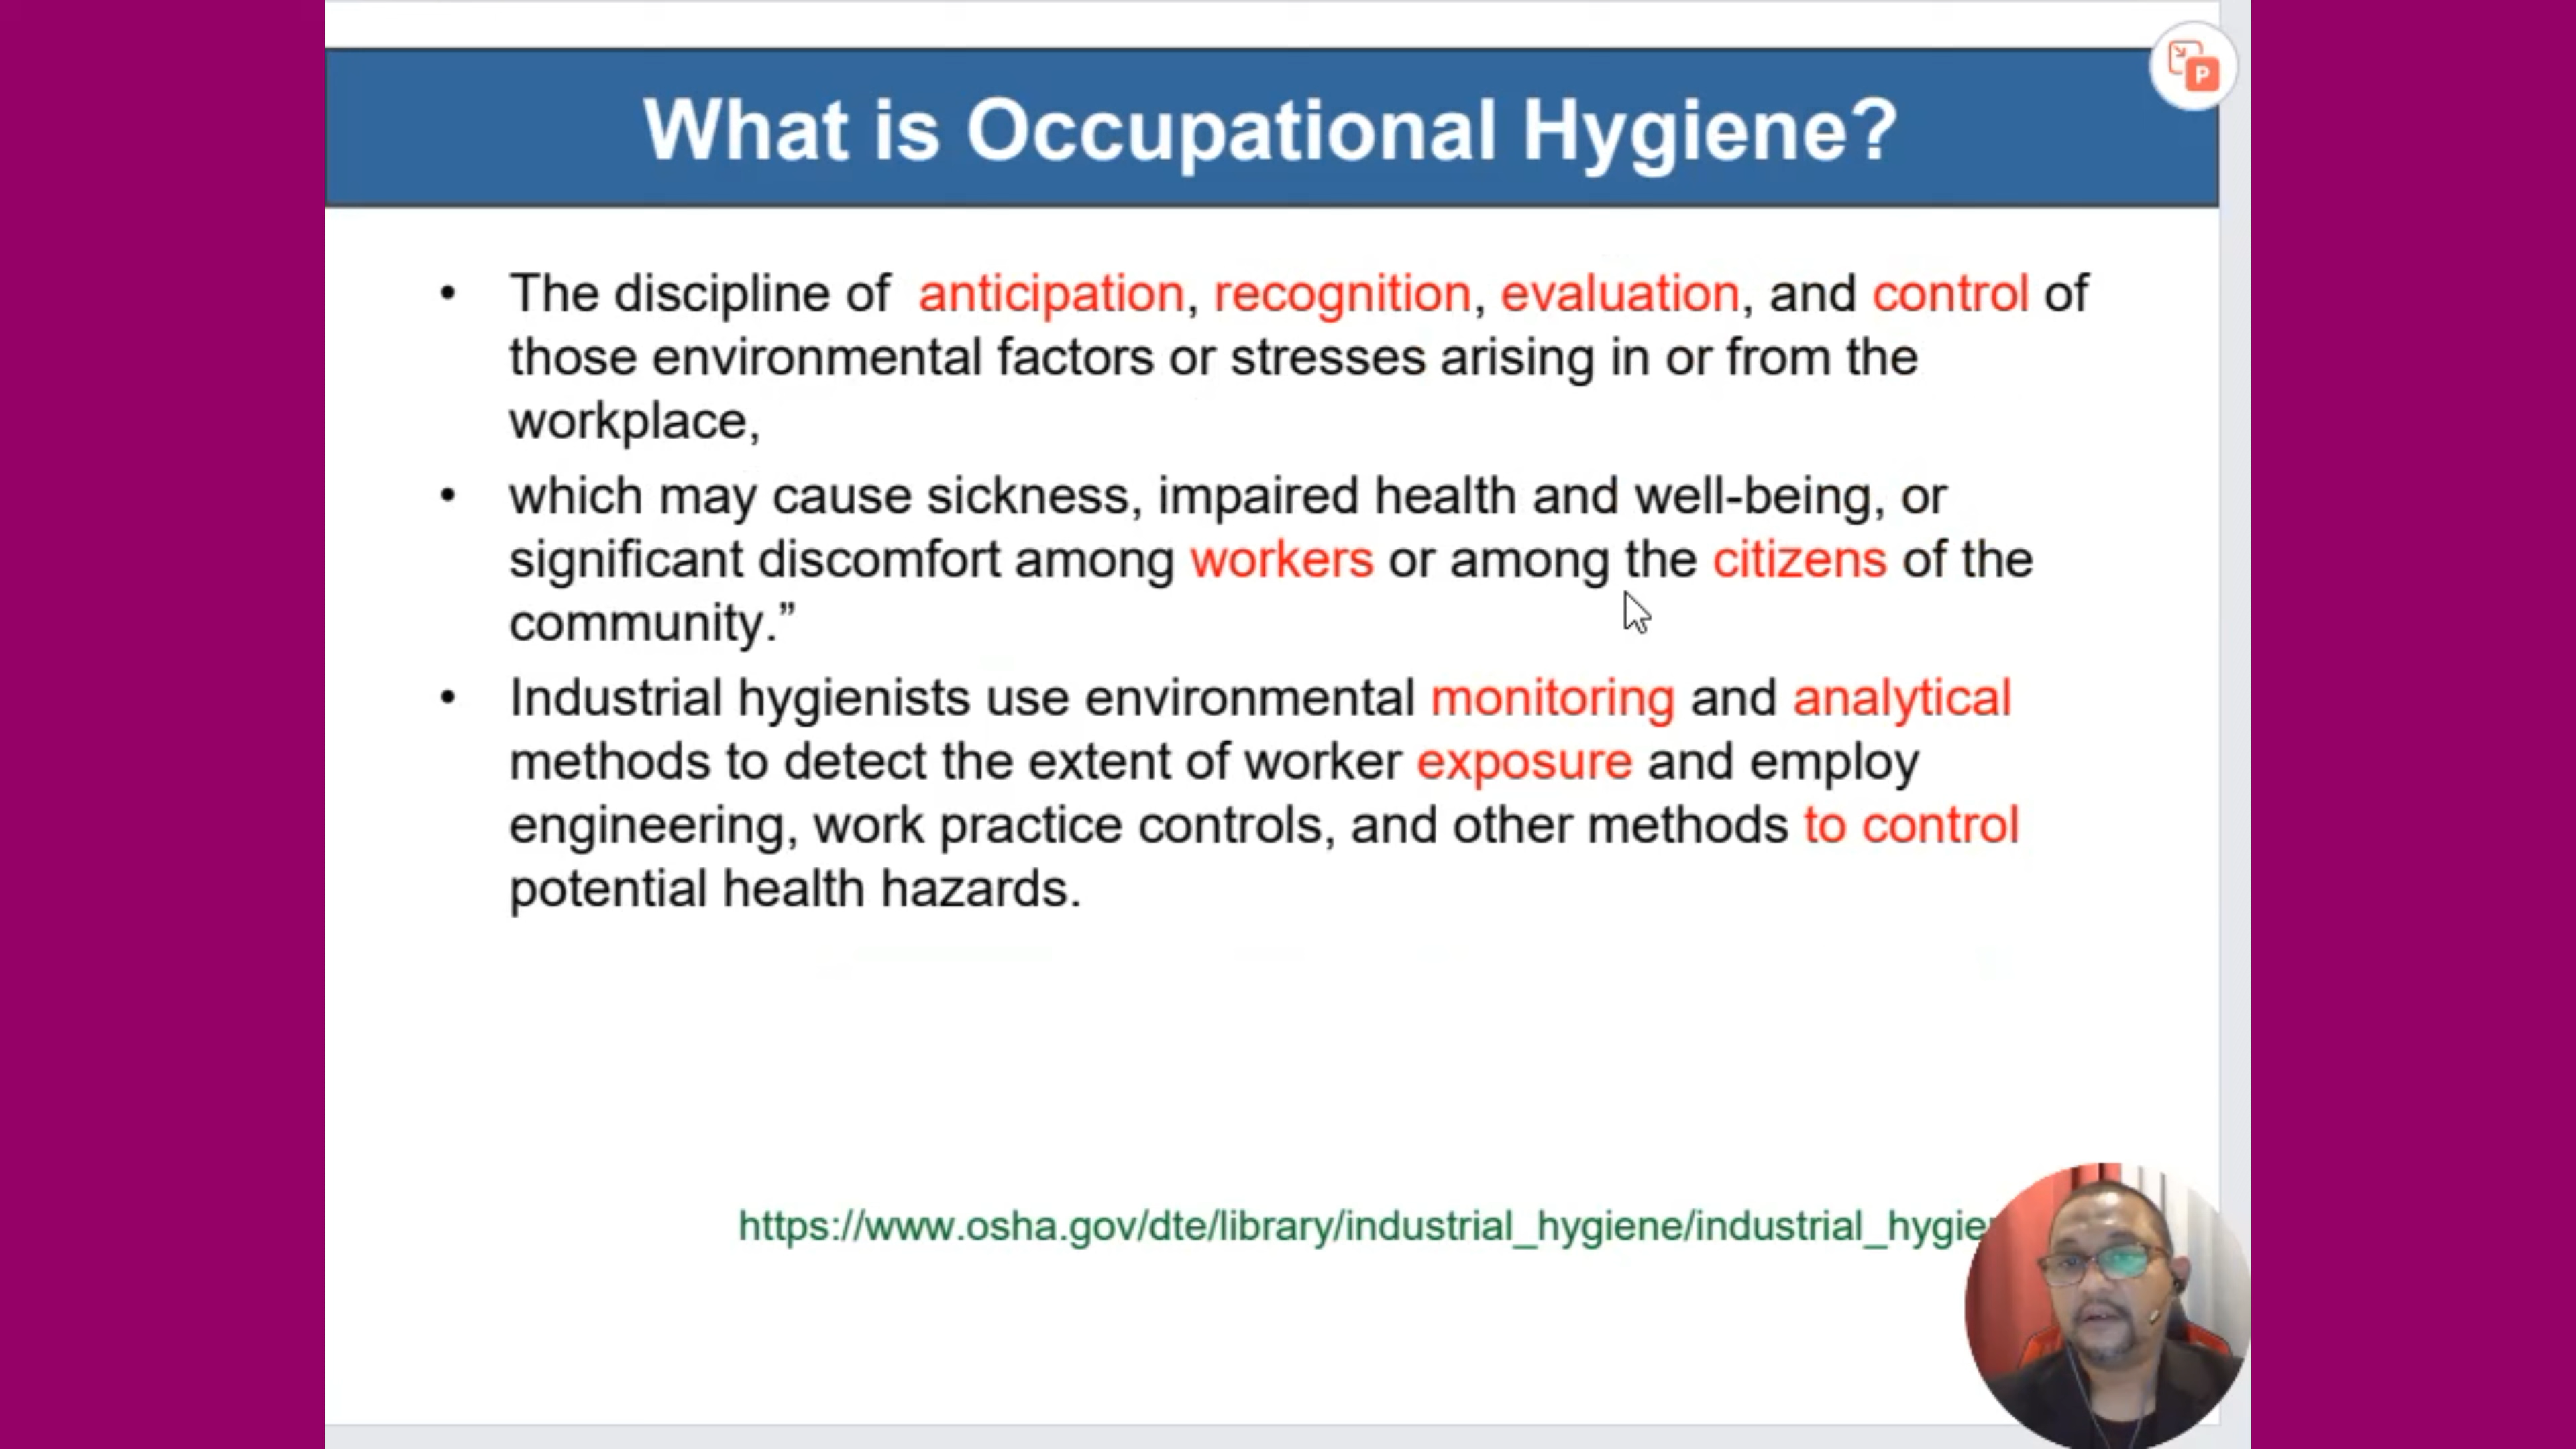 What is Occupational Hygiene?
P
• The discipline of anticipation, recognition, evaluation, and control of
those environmental factors or stresses arising in or from the
workplace,
• which may cause sickness, impaired health and well-being, or
significant discomfort among workers or among the citizens of the
community.”
• Industrial hygienists use environmental monitoring and analytical
methods to detect the extent of worker exposure and employ
engineering, work practice controls, and other methods to control
potential health hazards.
https://www.osha.gov/dte/library/industrial_hygiene/industrial_hygie